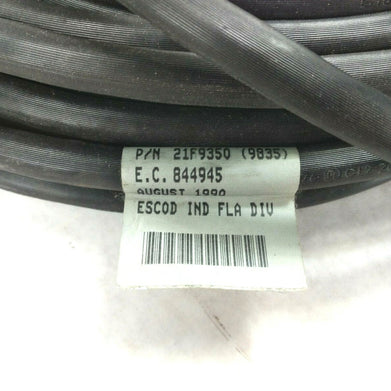 P/N 21F9350 (9835)
E.C. 844945
AUGUST 1990
ESCOD IND FLA DIV